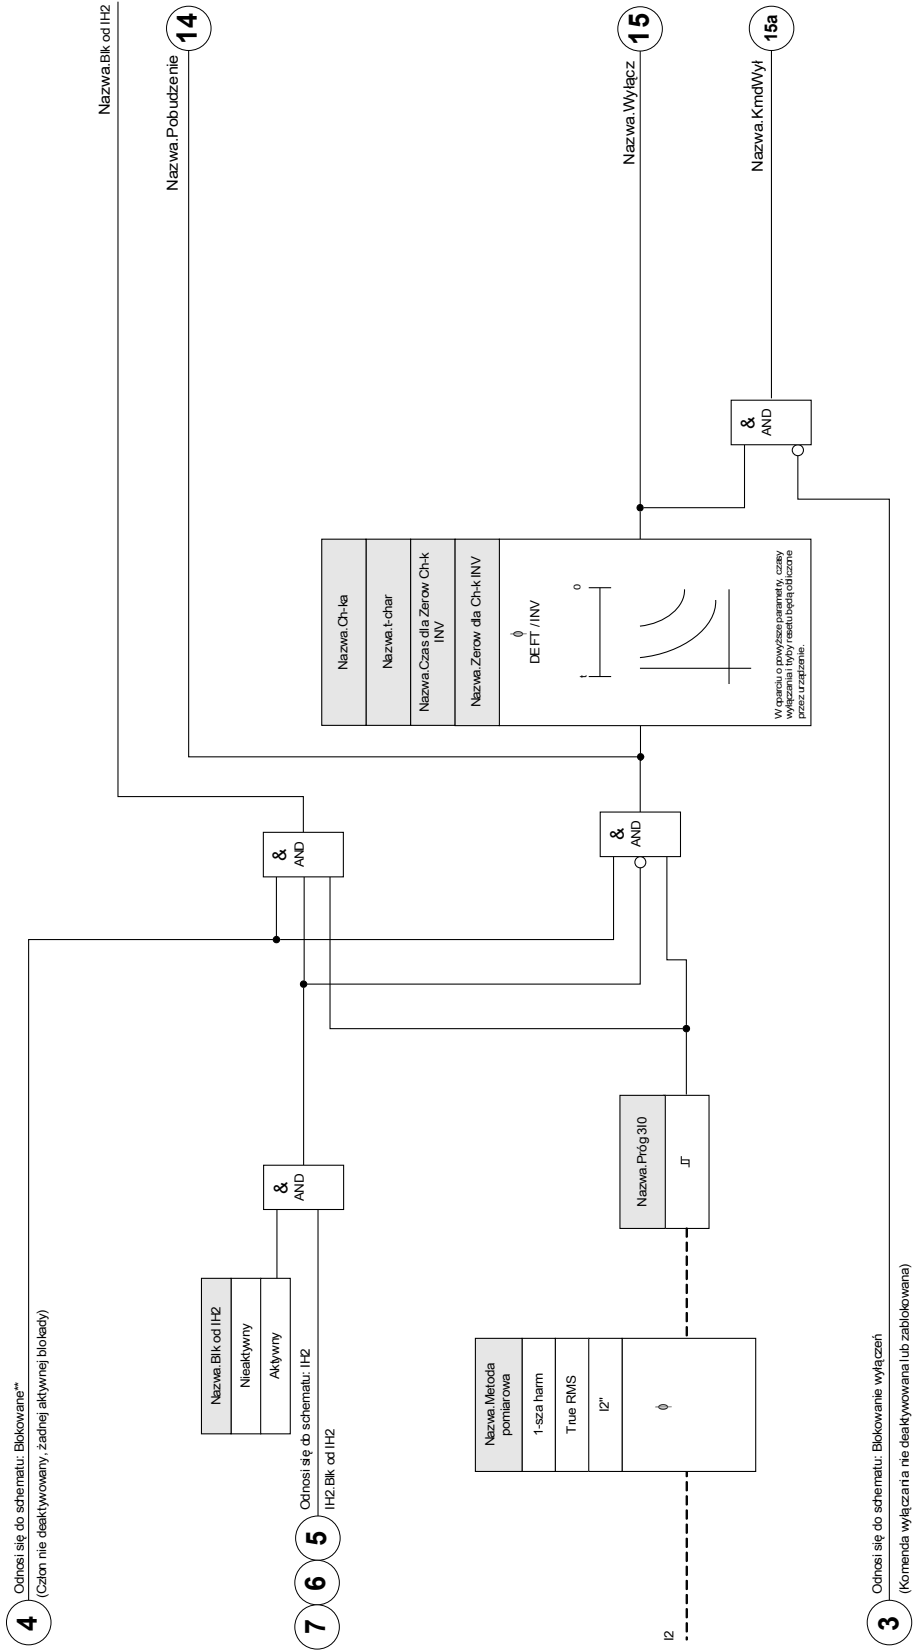 4
Odnosi się do schematu: Blokowane**
(Człon nie deaktywowany, żadnej aktywnej blokady)
Nazwa.Blk od IH2
Nieaktywny
Aktywny
7
6
5
Odnosi się do schematu: IH2
IH2.Blk od IH2
&
AND
&
AND
Nazwa.Blk od IH2
14
Nazwa.Pobudzenie
I2
Nazwa.Metoda
pomiarowa
1-sza harm
True RMS
I2"
ϕ
Nazwa.Próg 3I0
&
AND
Nazwa.Ch-ka
Nazwa.t-char
Nazwa.Czas dla Zerow Ch-k
INV
Nazwa.Zerow dla Ch-k INV
ϕ
DEFT / INV
t
0
W oparciu o powyższe parametry, czasy
wyłączania i tryby resetu będą obliczone
przez urządzenie.
Nazwa.Wyłącz
15
&
AND
Nazwa.KmdWył
15a
3
Odnosi się do schematu: Blokowanie wyłączeń
(Komenda wyłączania nie deaktywowana lub zablokowana)